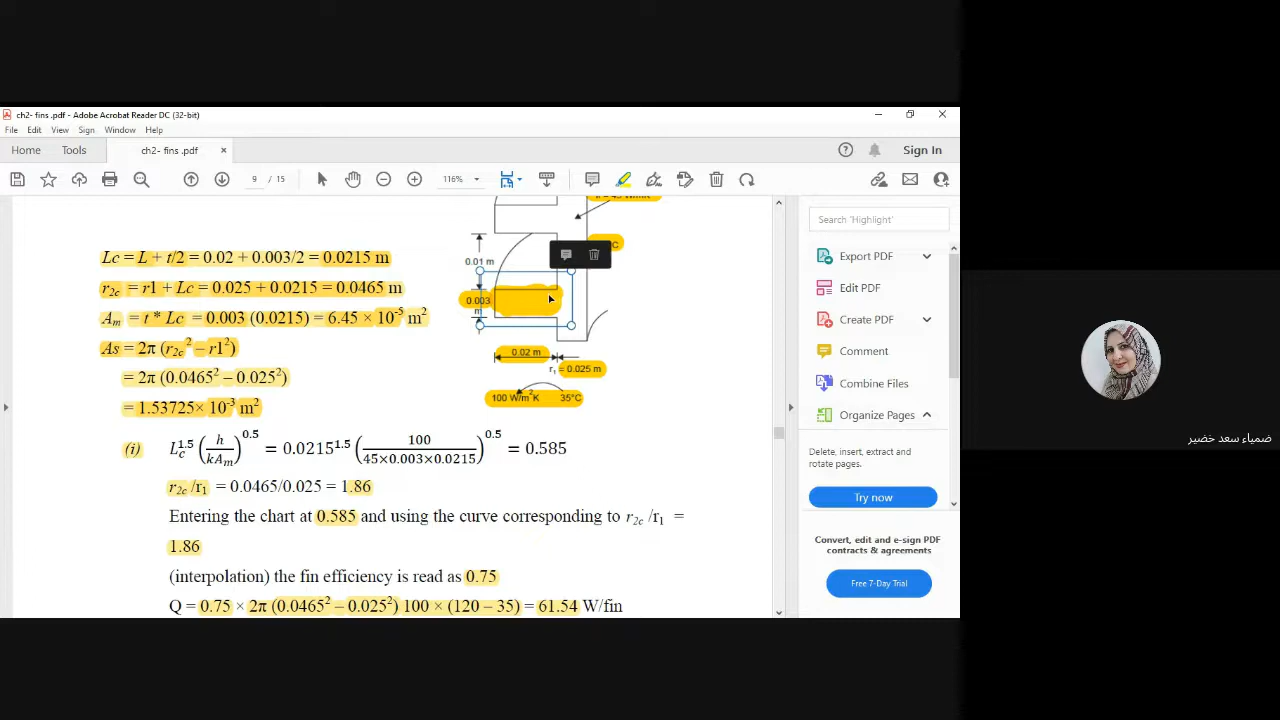 ch2- fins .pdf - Adobe Acrobat Reader DC (32-bit)
File Edit View Sign Window Help
Home Tools ch2- fins .pdf × Sign In
9 / 15 116%
Lc = L + t/2 = 0.02 + 0.003/2 = 0.0215 m
r2c = r1 + Lc = 0.025 + 0.0215 = 0.0465 m
Am = t * Lc = 0.003 (0.0215) = 6.45 × 10⁻⁵ m²
As = 2π (r2c² – r1²)
= 2π (0.0465² – 0.025²)
= 1.53725× 10⁻³ m²
0.01 m
0.003
m
0.02 m
r₁ = 0.025 m
100 W/m²K 35°C
(i) Lc^1.5 (h/kAm)^0.5 = 0.0215^1.5 (100/45×0.003×0.0215)^0.5 = 0.585
r2c /r₁ = 0.0465/0.025 = 1.86
Entering the chart at 0.585 and using the curve corresponding to r2c /r₁ =
1.86
(interpolation) the fin efficiency is read as 0.75
Q = 0.75 × 2π (0.0465² – 0.025²) 100 × (120 – 35) = 61.54 W/fin
Search 'Highlight'
Export PDF
Edit PDF
Create PDF
Comment
Combine Files
Organize Pages
Delete, insert, extract and
rotate pages.
Try now
Convert, edit and e-sign PDF
contracts & agreements
Free 7-Day Trial
ضمياء سعد خضير